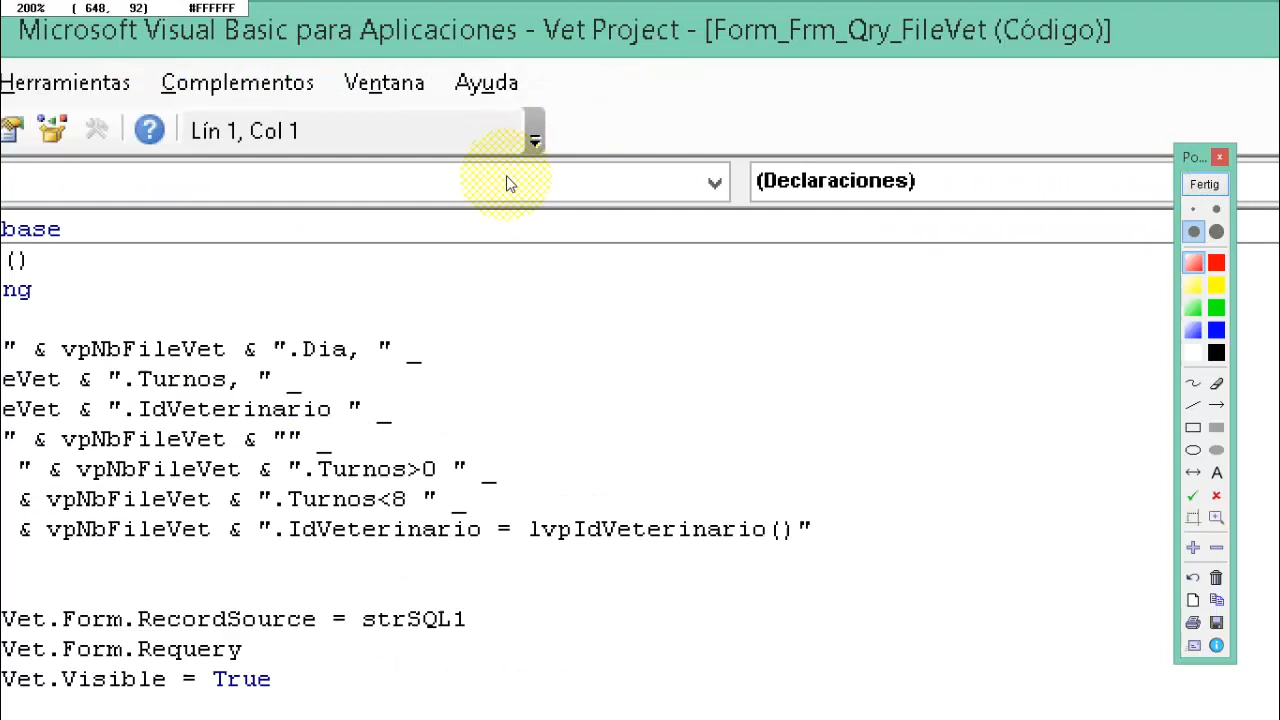 200% ( 648, 92) #FFFFFF
Microsoft Visual Basic para Aplicaciones - Vet Project - [Form_Frm_Qry_FileVet (Código)]
Herramientas Complementos Ventana Ayuda
Lín 1, Col 1
(Declaraciones)
Po... x
Fertig
base
()
ng
" & vpNbFileVet & ".Dia, " _
eVet & ".Turnos, " _
eVet & ".IdVeterinario " _
" & vpNbFileVet & "" _
" & vpNbFileVet & ".Turnos>0 " _
& vpNbFileVet & ".Turnos<8 " _
& vpNbFileVet & ".IdVeterinario = lvpIdVeterinario()"
Vet.Form.RecordSource = strSQL1
Vet.Form.Requery
Vet.Visible = True
A